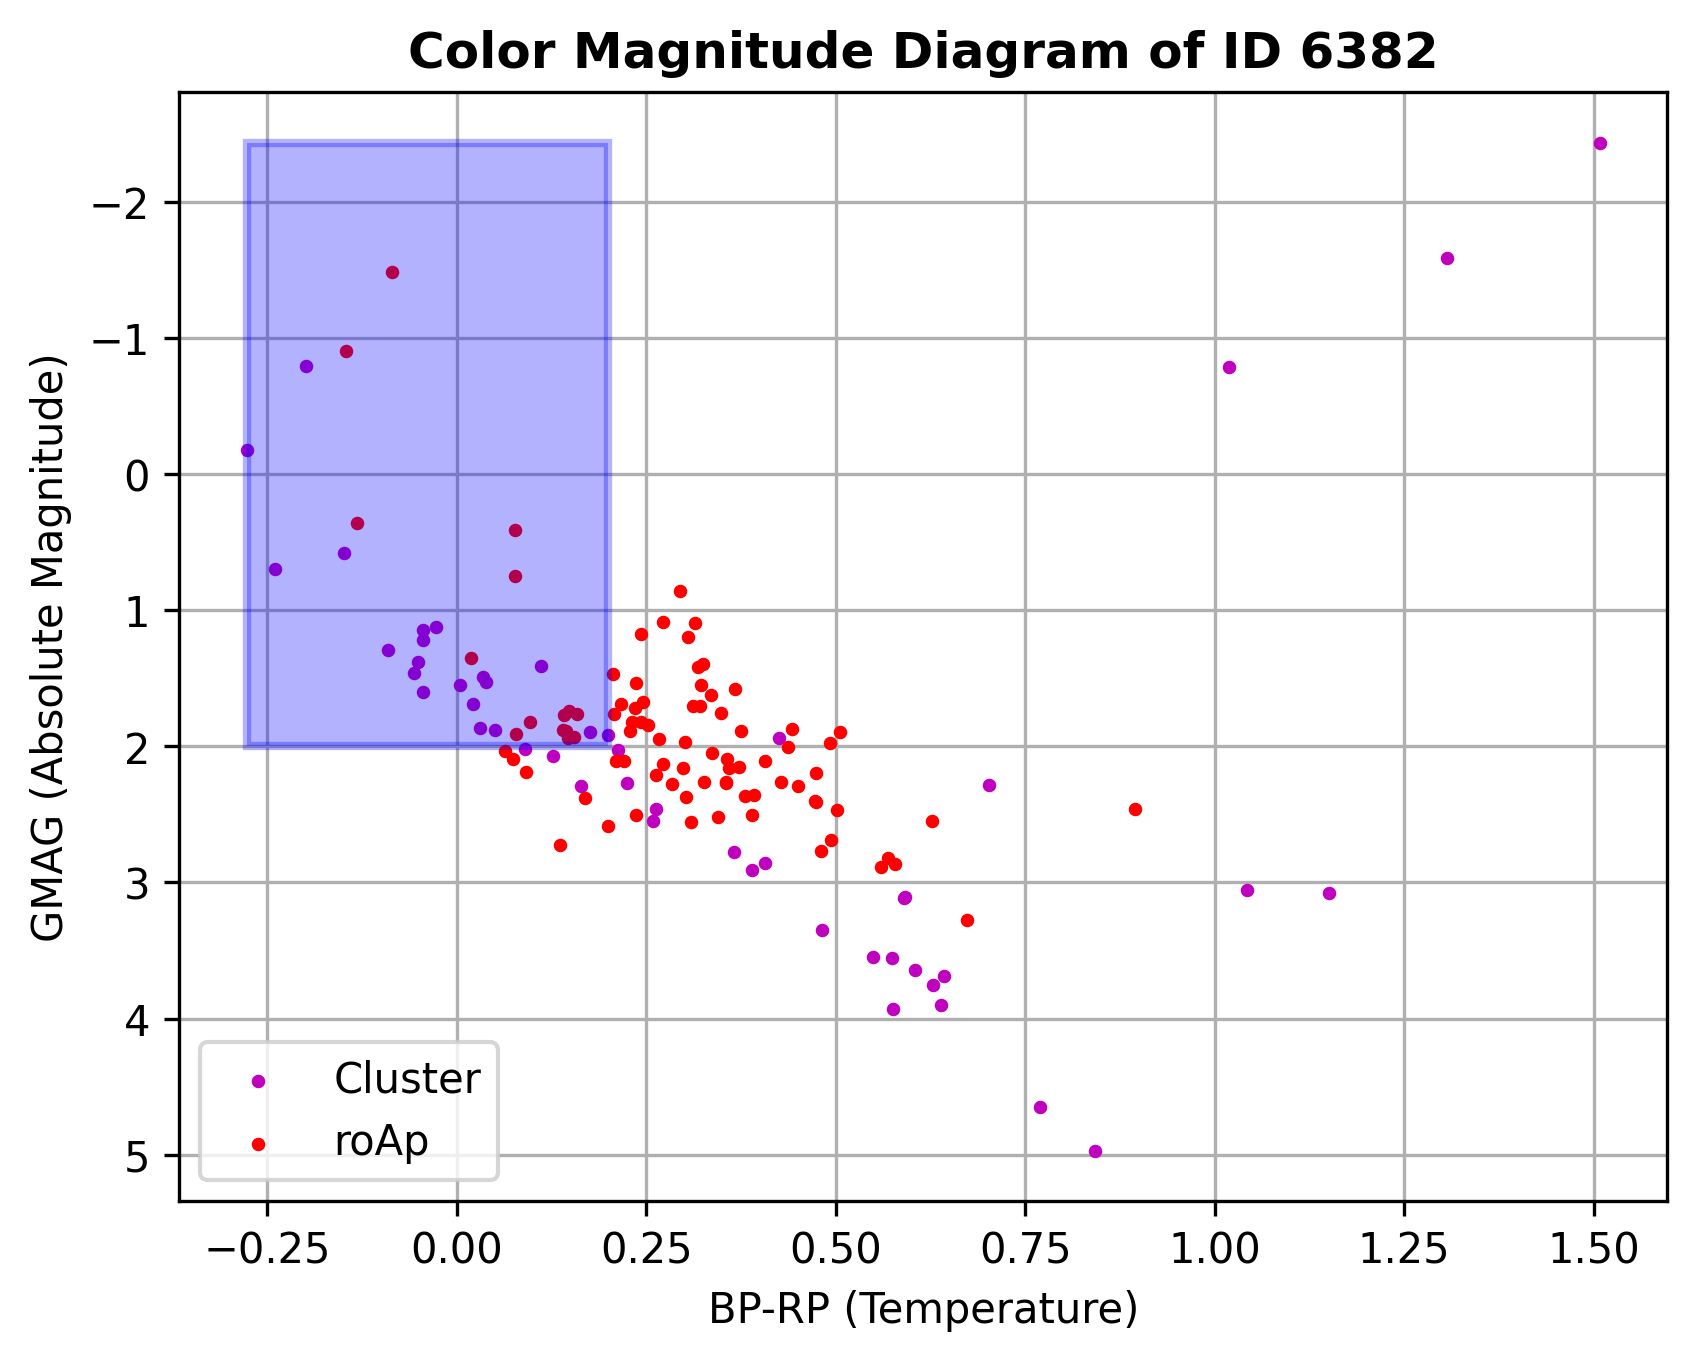 Color Magnitude Diagram of ID 6382
GMAG (Absolute Magnitude)
−2
−1
0
1
2
3
4
5
Cluster
roAp
−0.25 0.00 0.25 0.50 0.75 1.00 1.25 1.50
BP-RP (Temperature)